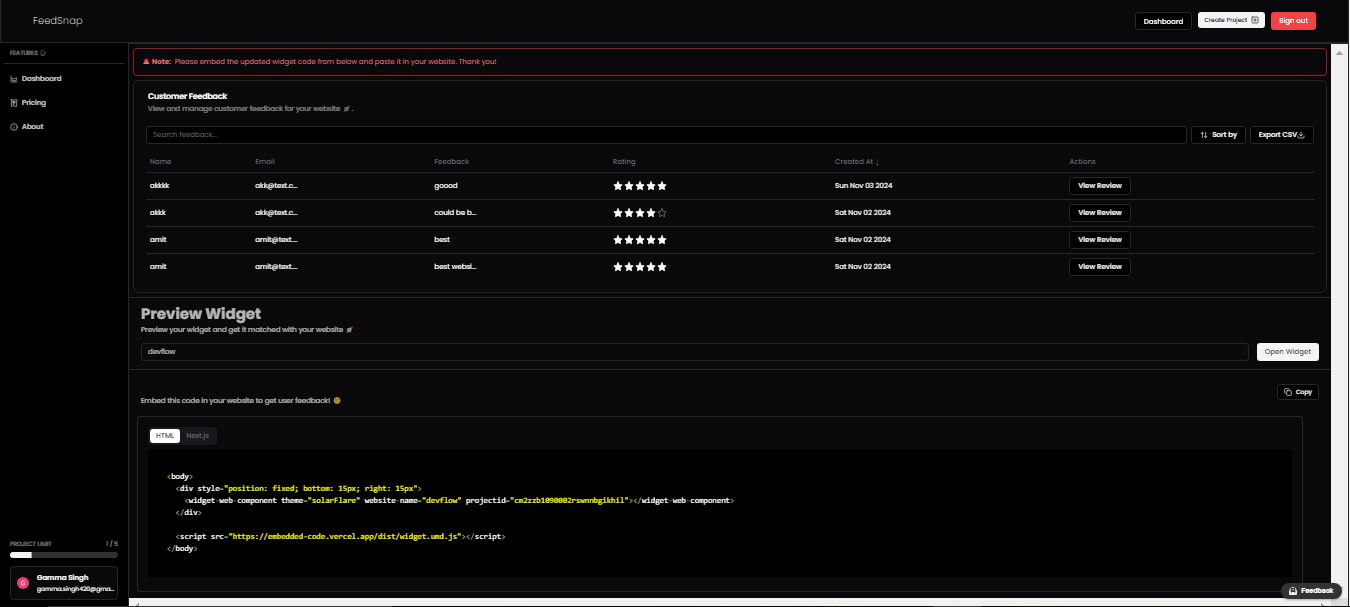 FeedSnap
Dashboard Create Project Sign out
FEATURES
Dashboard
Pricing
About
Note: Please embed the updated widget code from below and paste it in your website. Thank you!
Customer Feedback
View and manage customer feedback for your website 🚀 .
Search feedback...
Sort by Export CSV
Name Email Feedback Rating Created At ↓ Actions
akkkk akk@text.c... goood ★★★★★ Sun Nov 03 2024 View Review
akkk akk@text.c... could be b... ★★★★☆ Sat Nov 02 2024 View Review
amit amit@text.... best ★★★★★ Sat Nov 02 2024 View Review
amit amit@text.... best websi... ★★★★★ Sat Nov 02 2024 View Review
Preview Widget
Preview your widget and get it matched with your website 🚀
devflow
Open Widget
Copy
Embed this code in your website to get user feedback!
HTML Next.js
<body>
<div style="position: fixed; bottom: 15px; right: 15px">
<widget-web-component theme="solarFlare" website-name="devflow" projectid="cm2zzb1090002rswnnbgikhil"></widget-web-component>
</div>
<script src="https://embedded-code.vercel.app/dist/widget.umd.js"></script>
</body>
PROJECT LIMIT 1 / 5
G
Gamma Singh
gamma.singh420@gma...
Feedback